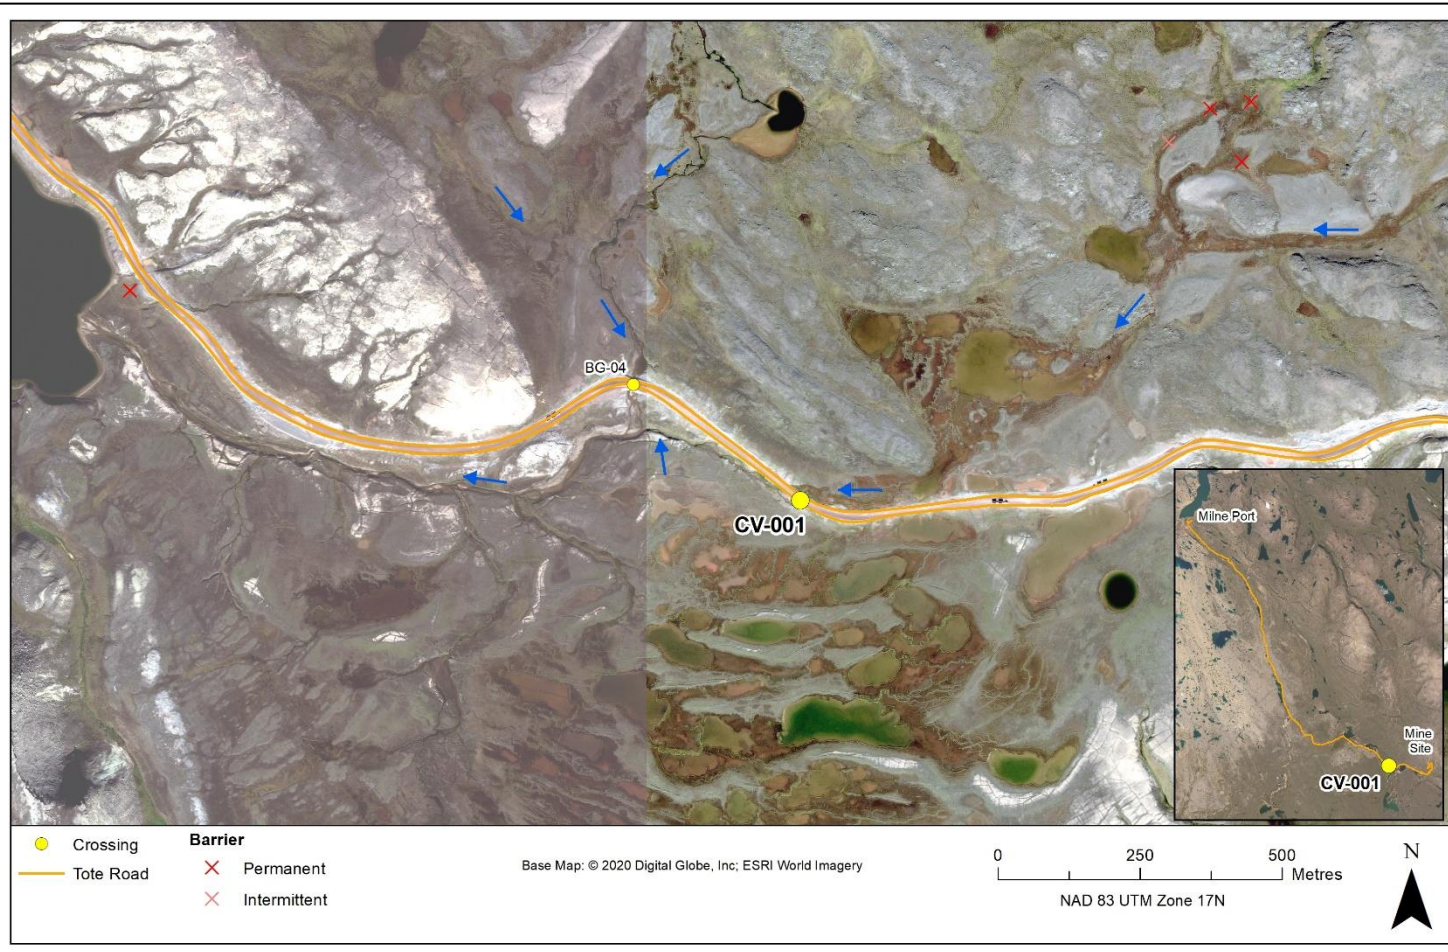 BG-04
CV-001
Milne Port
Mine
Site
CV-001
Crossing
Tote Road
Barrier
Permanent
Intermittent
Base Map: © 2020 Digital Globe, Inc; ESRI World Imagery
0 250 500
Metres
NAD 83 UTM Zone 17N
N